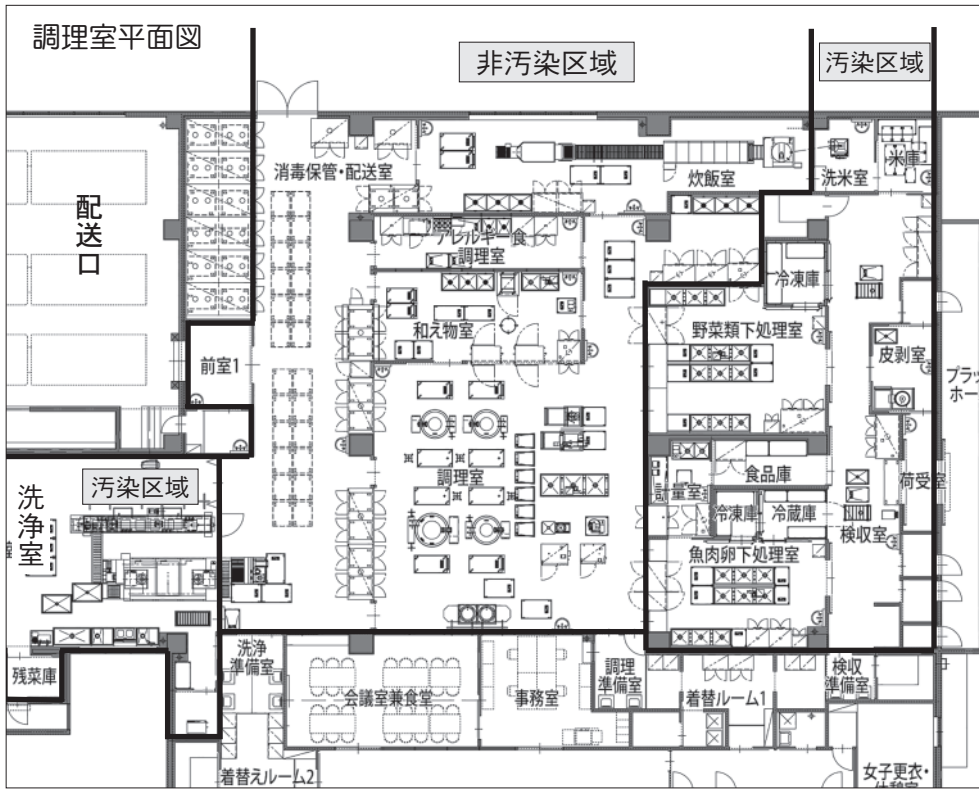 調理室平面図
非汚染区域
汚染区域
消毒保管・配送室
炊飯室
洗米室
米庫
配送口
アレルギー食
調理室
冷凍庫
和え物室
野菜類下処理室
前室1
皮剥室
プラッ
ホー
調理室
食品庫
荷受室
計量室
冷凍庫
冷蔵庫
検収室
汚染区域
洗浄室
魚肉卵下処理室
残菜庫
洗浄
準備室
会議室兼食堂
事務室
調理
準備室
着替ルーム1
検収
準備室
着替えルーム2
女子更衣・
休憩室